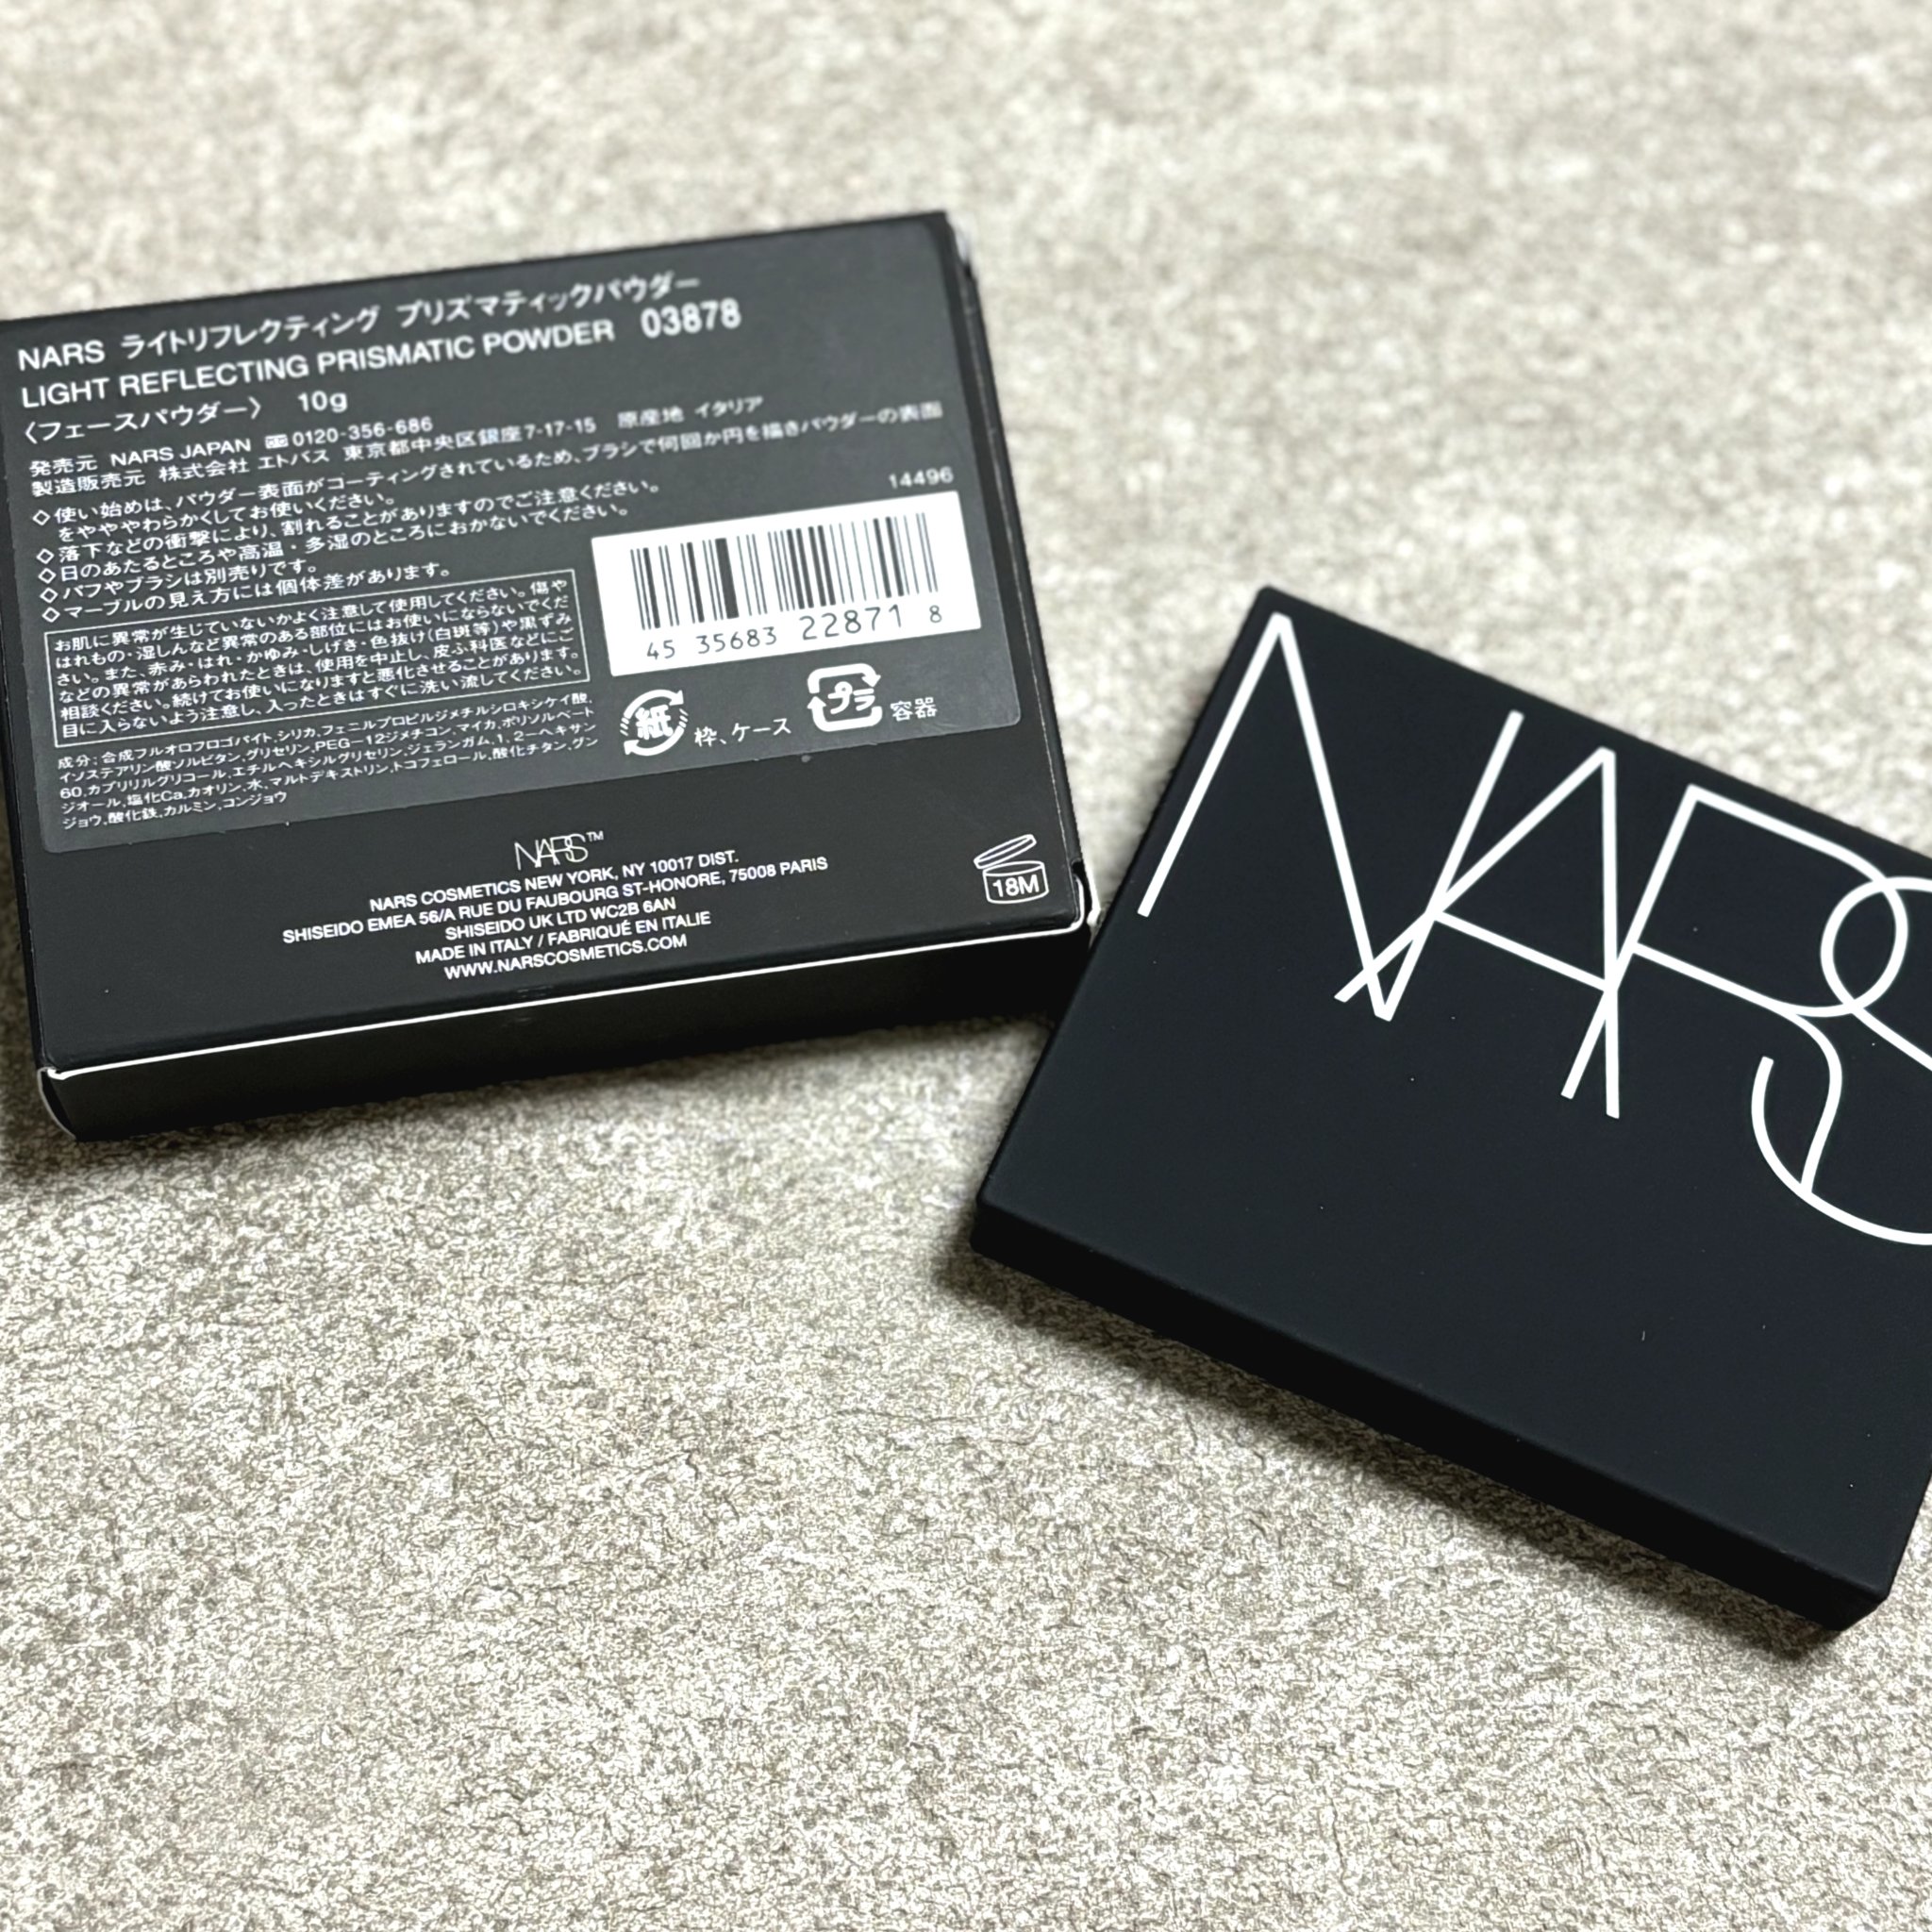 NARS ライトリフレクティング プリズマティックパウダー
LIGHT REFLECTING PRISMATIC POWDER 03878
〈フェースパウダー〉 10g
発売元 NARS JAPAN 0120-356-686
製造販売元 株式会社 エトバス 東京都中央区銀座7-17-15 原産地 イタリア
◇使い始めは、パウダー表面がコーティングされているため、ブラシで何回か円を描きパウダーの表面
をややややわらかくしてお使いください。
◇落下などの衝撃により、割れることがありますのでご注意ください。
◇日のあたるところや高温・多湿のところにおかないでください。
◇パフやブラシは別売りです。
◇マーブルの見え方には個体差があります。
14496
お肌に異常が生じていないかよく注意して使用してください。傷や
はれもの・湿しんなど異常のある部位にはお使いにならないでくだ
さい。また、赤み・はれ・かゆみ・しげき・色抜け(白斑等)や黒ずみ
などの異常があらわれたときは、使用を中止し、皮ふ科医などにご
相談ください。続けてお使いになりますと悪化させることがあります。
目に入らないよう注意し、入ったときはすぐに洗い流してください。
成分:合成フルオロフロゴパイト,シリカ,フェニルプロピルジメチルシロキシケイ酸,
イソステアリン酸ソルビタン,グリセリン,PEG-12ジメチコン,マイカ,ポリソルベート
60,カプリリルグリコール,エチルヘキシルグリセリン,ジェランガム,1,2-ヘキサン
ジオール,塩化Ca,カオリン,水,マルトデキストリン,トコフェロール,酸化チタン,グン
ジョウ,酸化鉄,カルミン,コンジョウ
45 35683 22871 8
紙 枠、ケース プラ 容器
NARS™
NARS COSMETICS NEW YORK, NY 10017 DIST.
SHISEIDO EMEA 56/A RUE DU FAUBOURG ST-HONORE, 75008 PARIS
SHISEIDO UK LTD WC2B 6AN
MADE IN ITALY / FABRIQUÉ EN ITALIE
WWW.NARSCOSMETICS.COM
18M
NARS